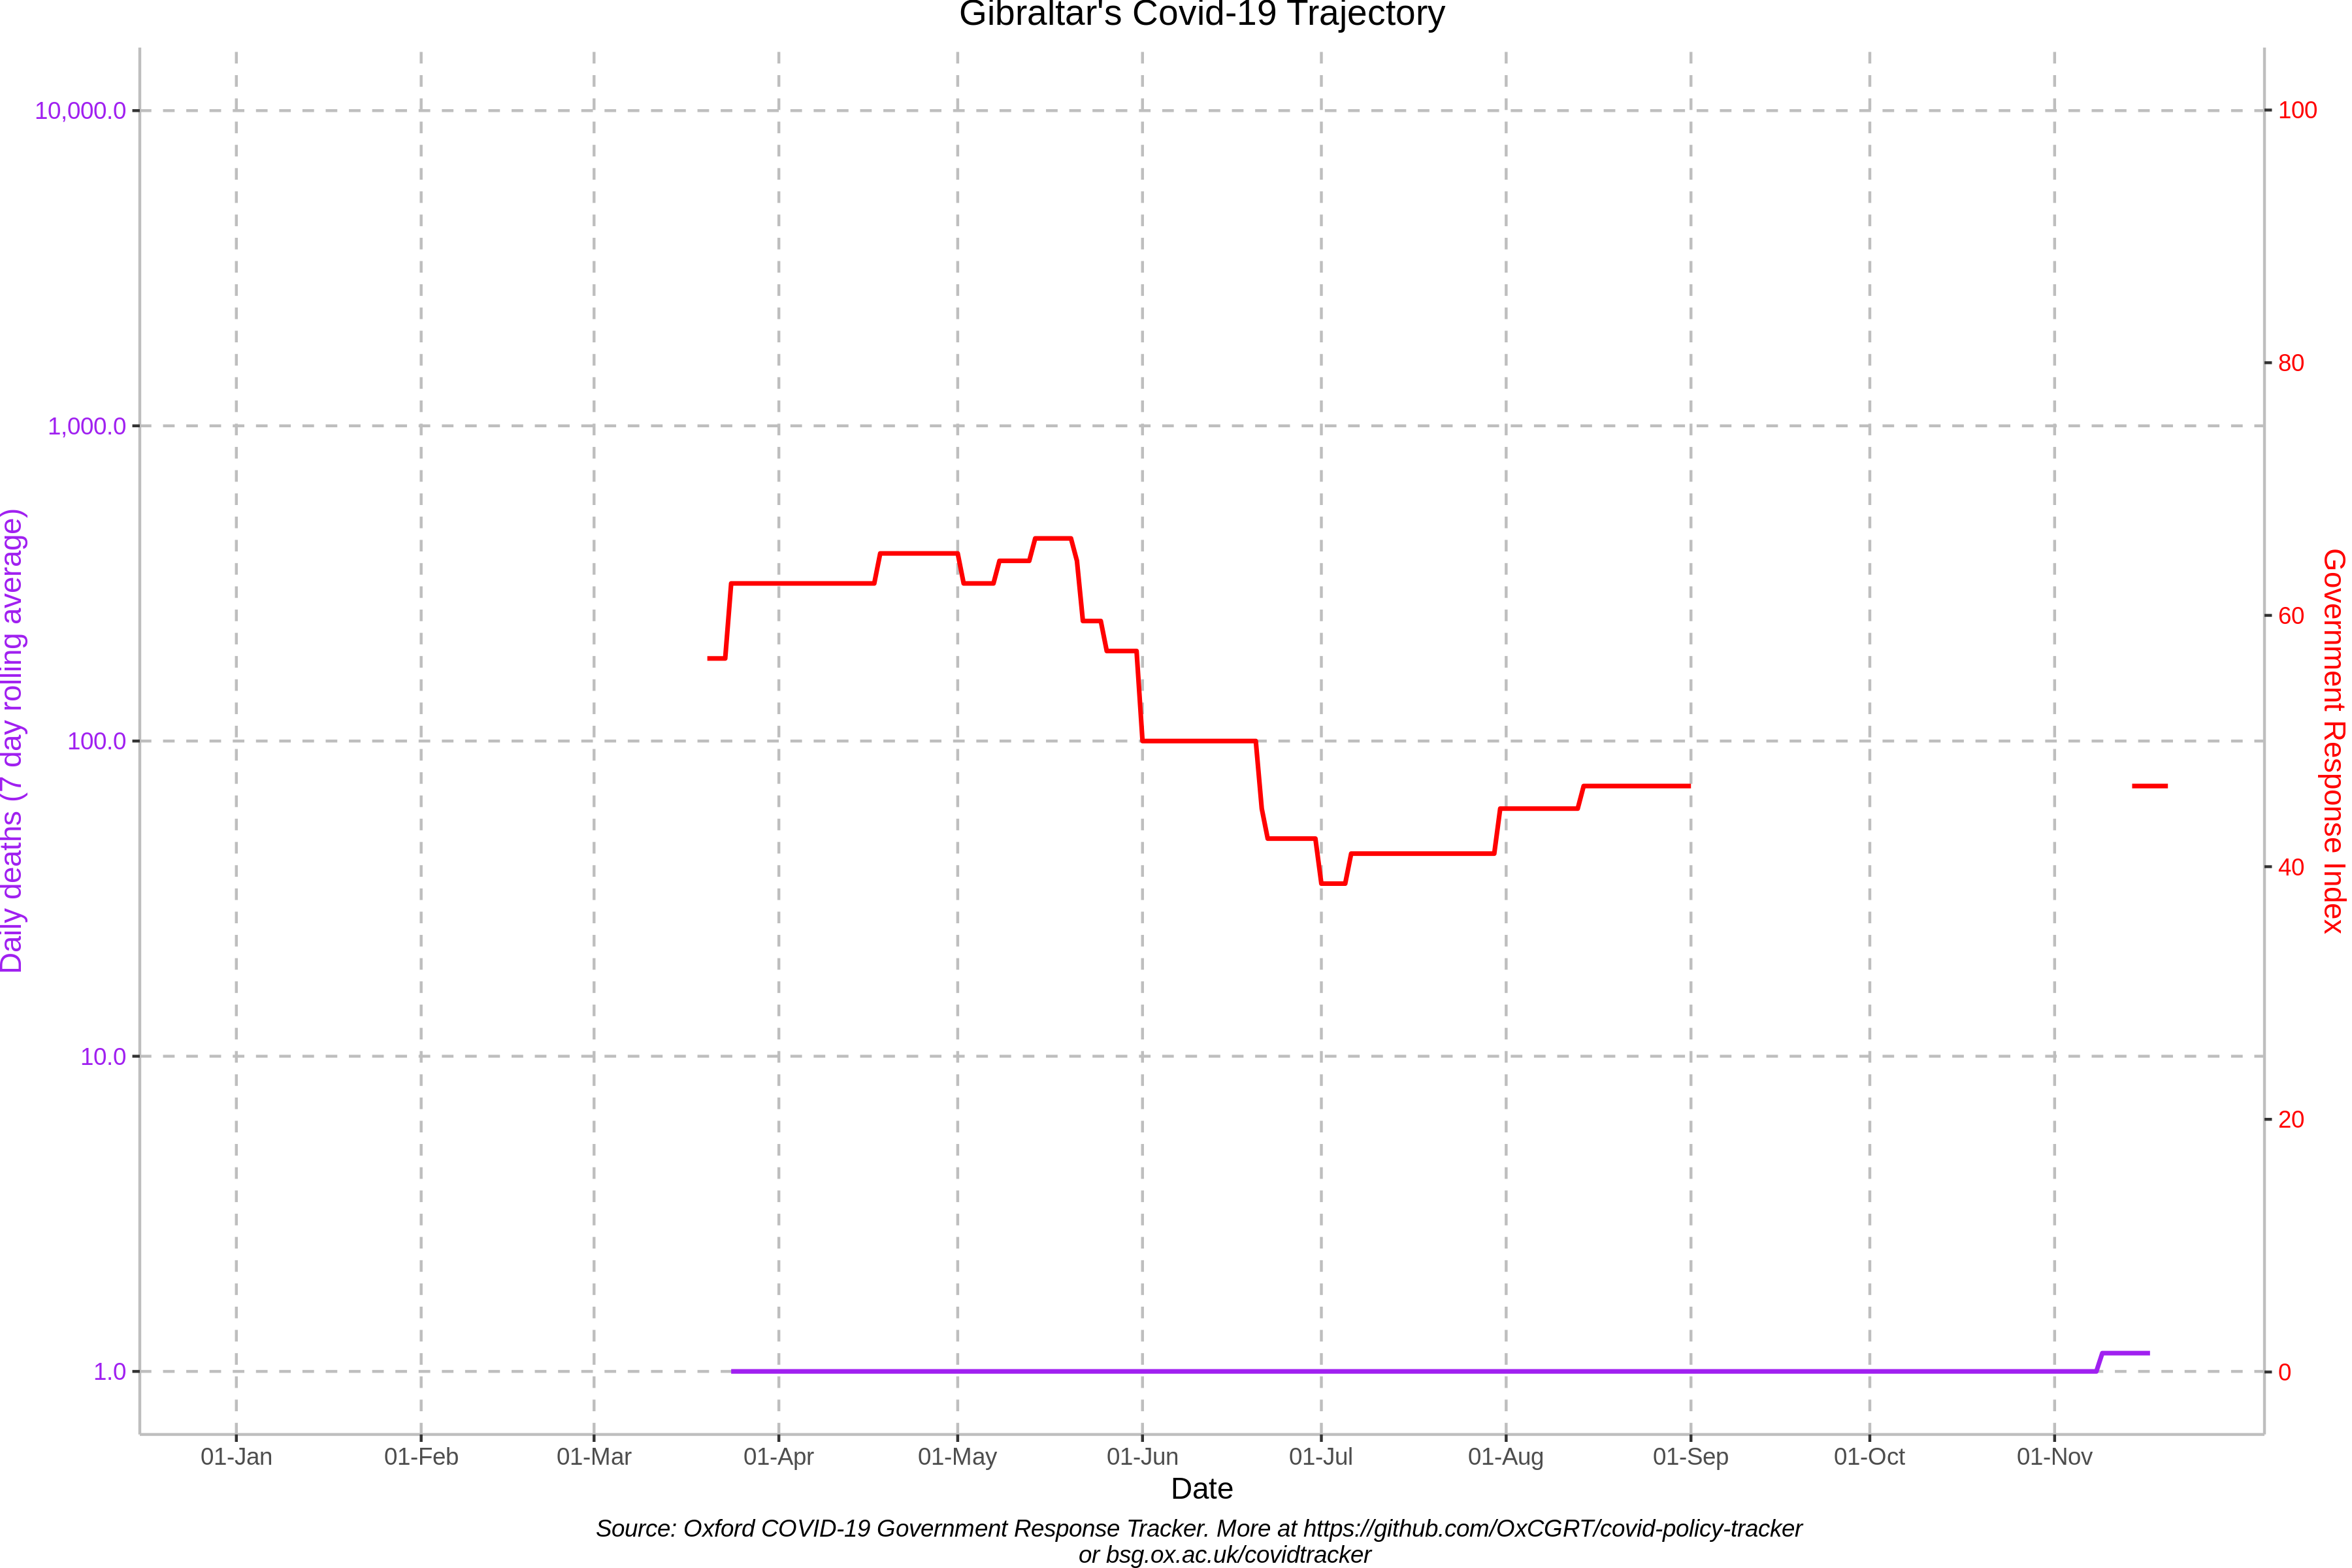 Gibraltar's Covid-19 Trajectory
10,000.0
1,000.0
100.0
10.0
1.0
Daily deaths (7 day rolling average)
100
80
60
40
20
0
Government Response Index
01-Jan 01-Feb 01-Mar 01-Apr 01-May 01-Jun 01-Jul 01-Aug 01-Sep 01-Oct 01-Nov
Date
Source: Oxford COVID-19 Government Response Tracker. More at https://github.com/OxCGRT/covid-policy-tracker
or bsg.ox.ac.uk/covidtracker